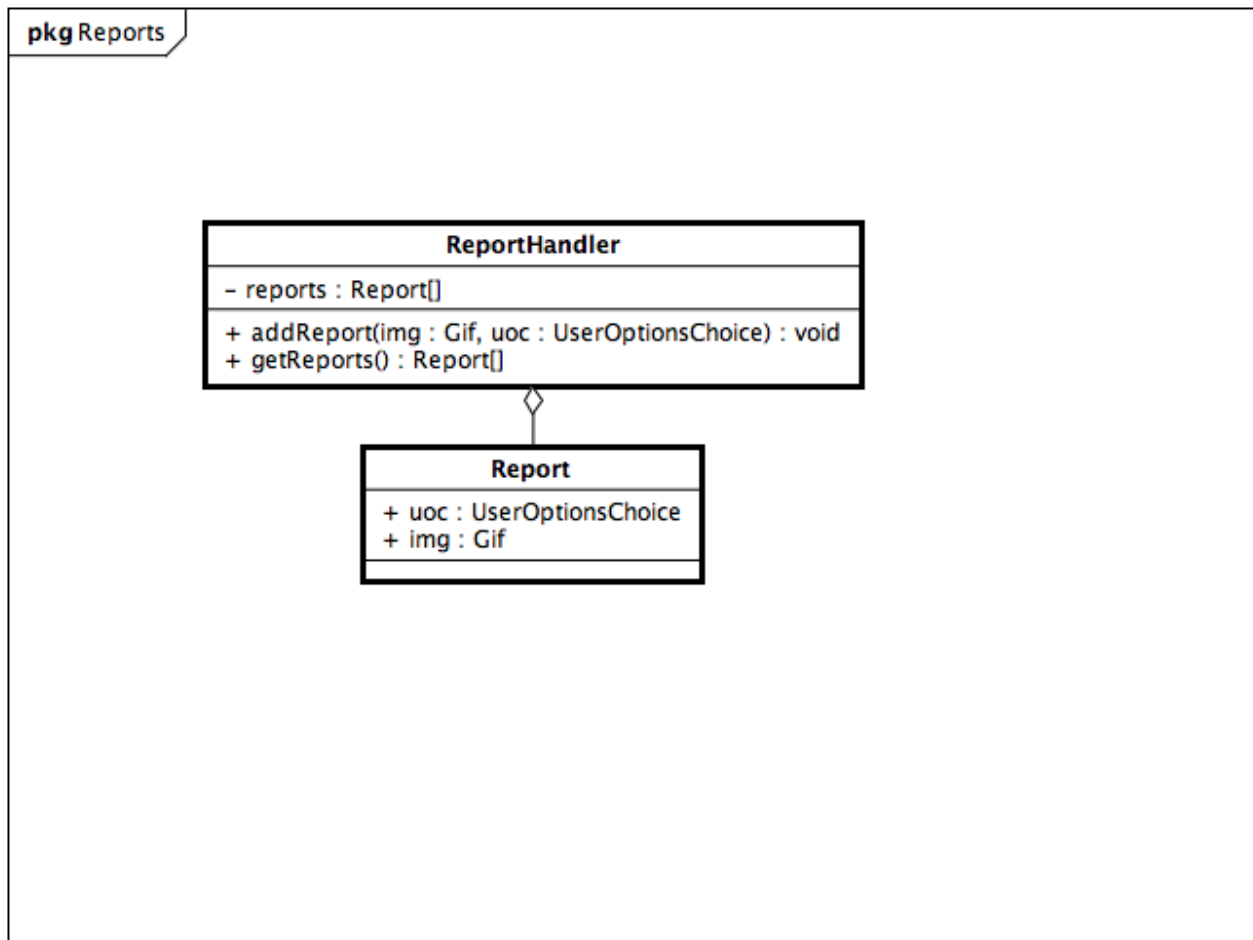 pkg Reports
ReportHandler
– reports : Report[]
+ addReport(img : Gif, uoc : UserOptionsChoice) : void
+ getReports() : Report[]
Report
+ uoc : UserOptionsChoice
+ img : Gif